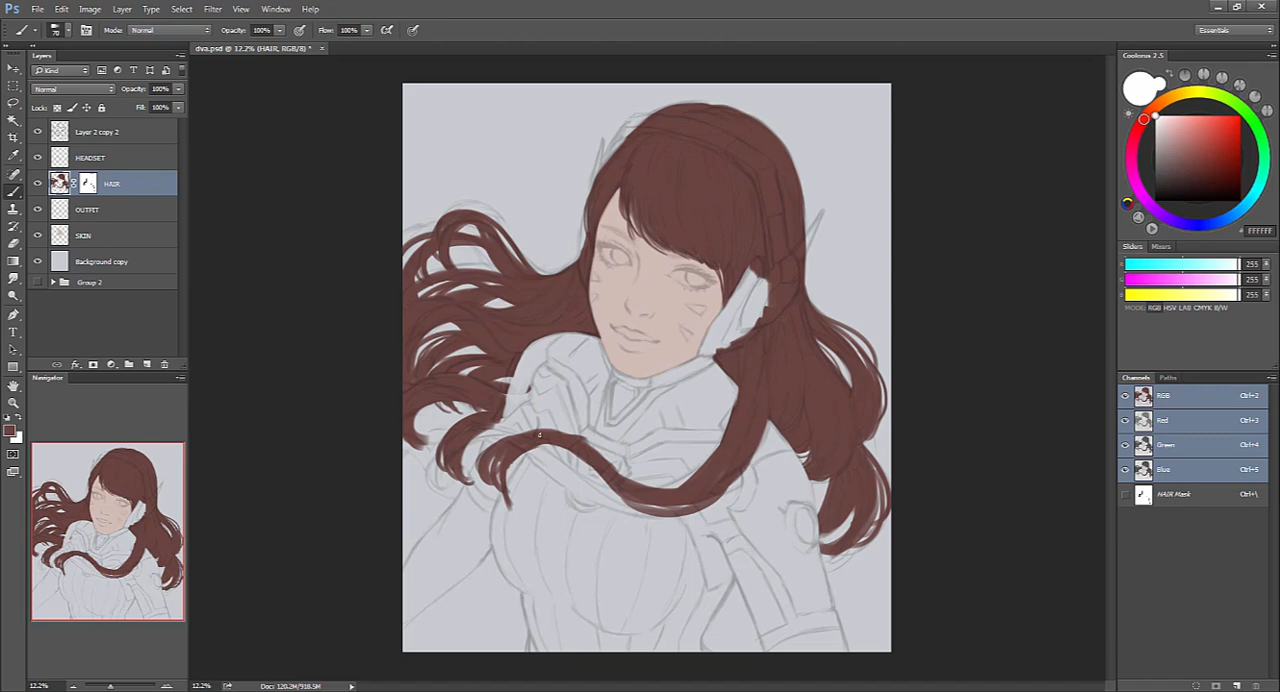 Ps File Edit Image Layer Type Select Filter View Window Help
70 Mode: Normal Opacity: 100% Flow: 100% Essentials
dva.psd @ 12.2% (HAIR, RGB/8) * ×
Layers
Kind
Normal Opacity: 100%
Lock: Fill: 100%
Layer 2 copy 2
HEADSET
HAIR
OUTFIT
SKIN
Background copy
Group 2
fx
Navigator
12.2%
12.2% Doc: 120.2M/918.5M
Coolorus 2.5
FFFFFF
Sliders Mixers
255
255
255
MODE: RGB HSV LAB CMYK B/W
Channels Paths
RGB Ctrl+2
Red Ctrl+3
Green Ctrl+4
Blue Ctrl+5
HAIR Mask Ctrl+\